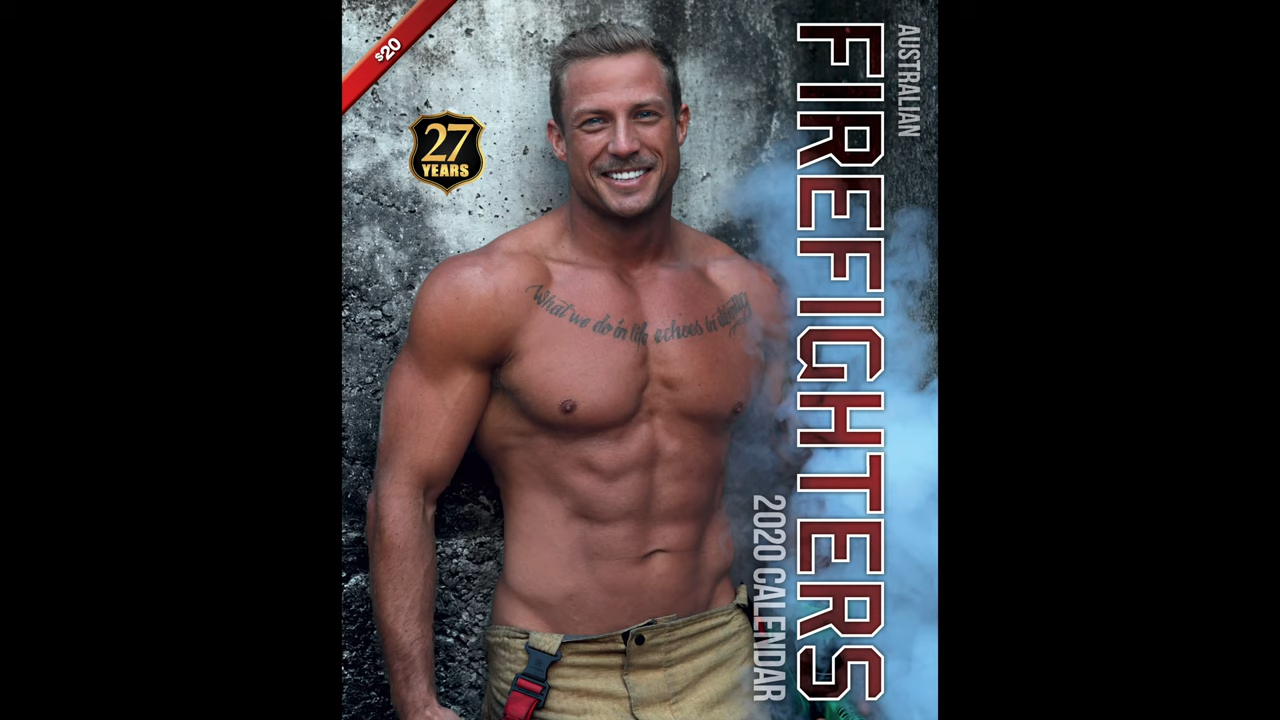 $20
27
YEARS
AUSTRALIAN
FIREFIGHTERS
2020 CALENDAR
What we do in life echoes in